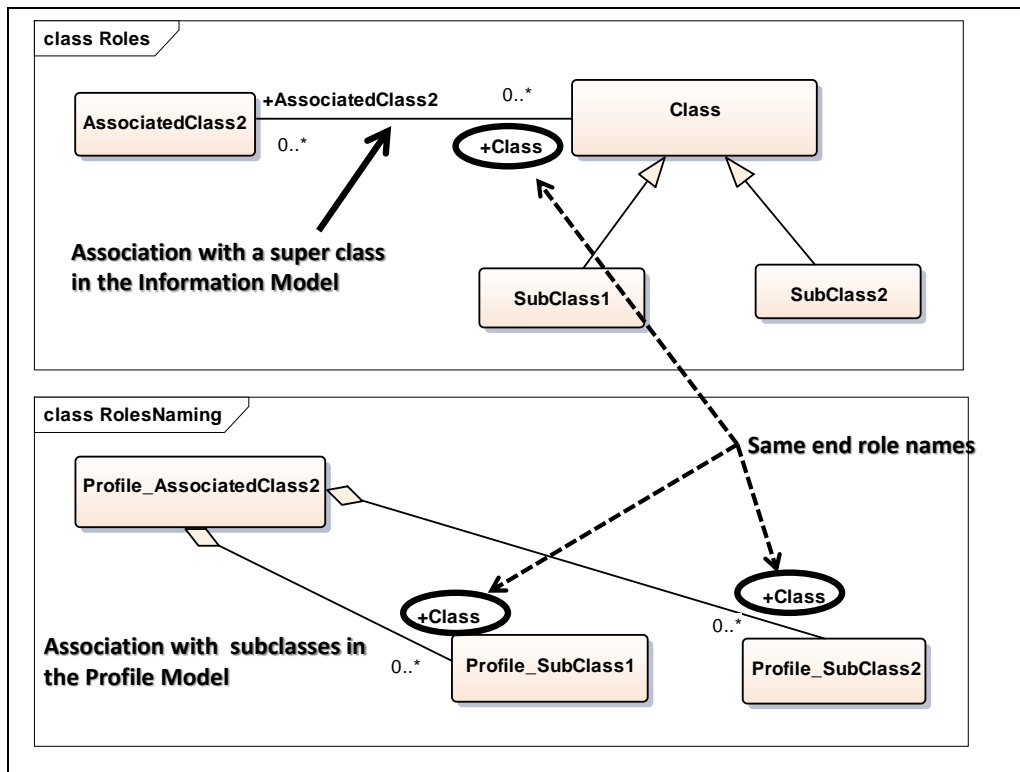 class Roles
+AssociatedClass2
0..*
Class
AssociatedClass2
0..*
+Class
Association with a super class
in the Information Model
SubClass1
SubClass2
class RolesNaming
Same end role names
Profile_AssociatedClass2
+Class
+Class
0..*
Association with subclasses in
the Profile Model
0..*
Profile_SubClass1
Profile_SubClass2